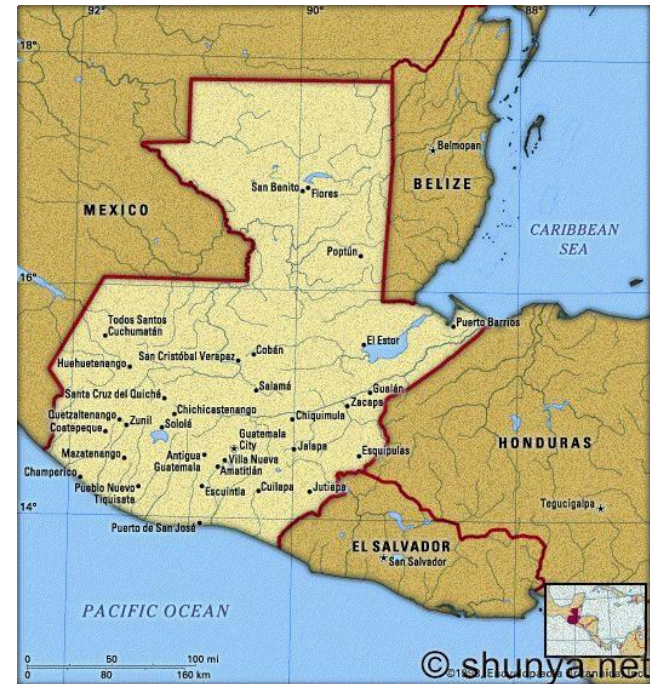 92°
90°
88°
18°
Belmopan
BELIZE
San Benito
Flores
MEXICO
CARIBBEAN
SEA
Poptún
16°
Todos Santos
Cuchumatán
Puerto Barrios
El Estor
Cobán
San Cristóbal Verapaz
Huehuetenango
Salamá
Gualán
Santa Cruz del Quiché
Zacapa
Chichicastenango
Quetzaltenango
Chiquimula
Zunil
Coatepeque
Sololé
Guatemala
City
HONDURAS
Jalapa
Mazatenango
Antigua
Guatemala
Villa Nueva
Esquipulas
Amatitlán
Champerico
Pueblo Nuevo
Tiquisate
Escuintla
Cuilapa
Jutiapa
Tegucigalpa
14°
Puerto de San José
EL SALVADOR
San Salvador
PACIFIC OCEAN
0 50 100 mi
0 80 160 km
© shunya.net